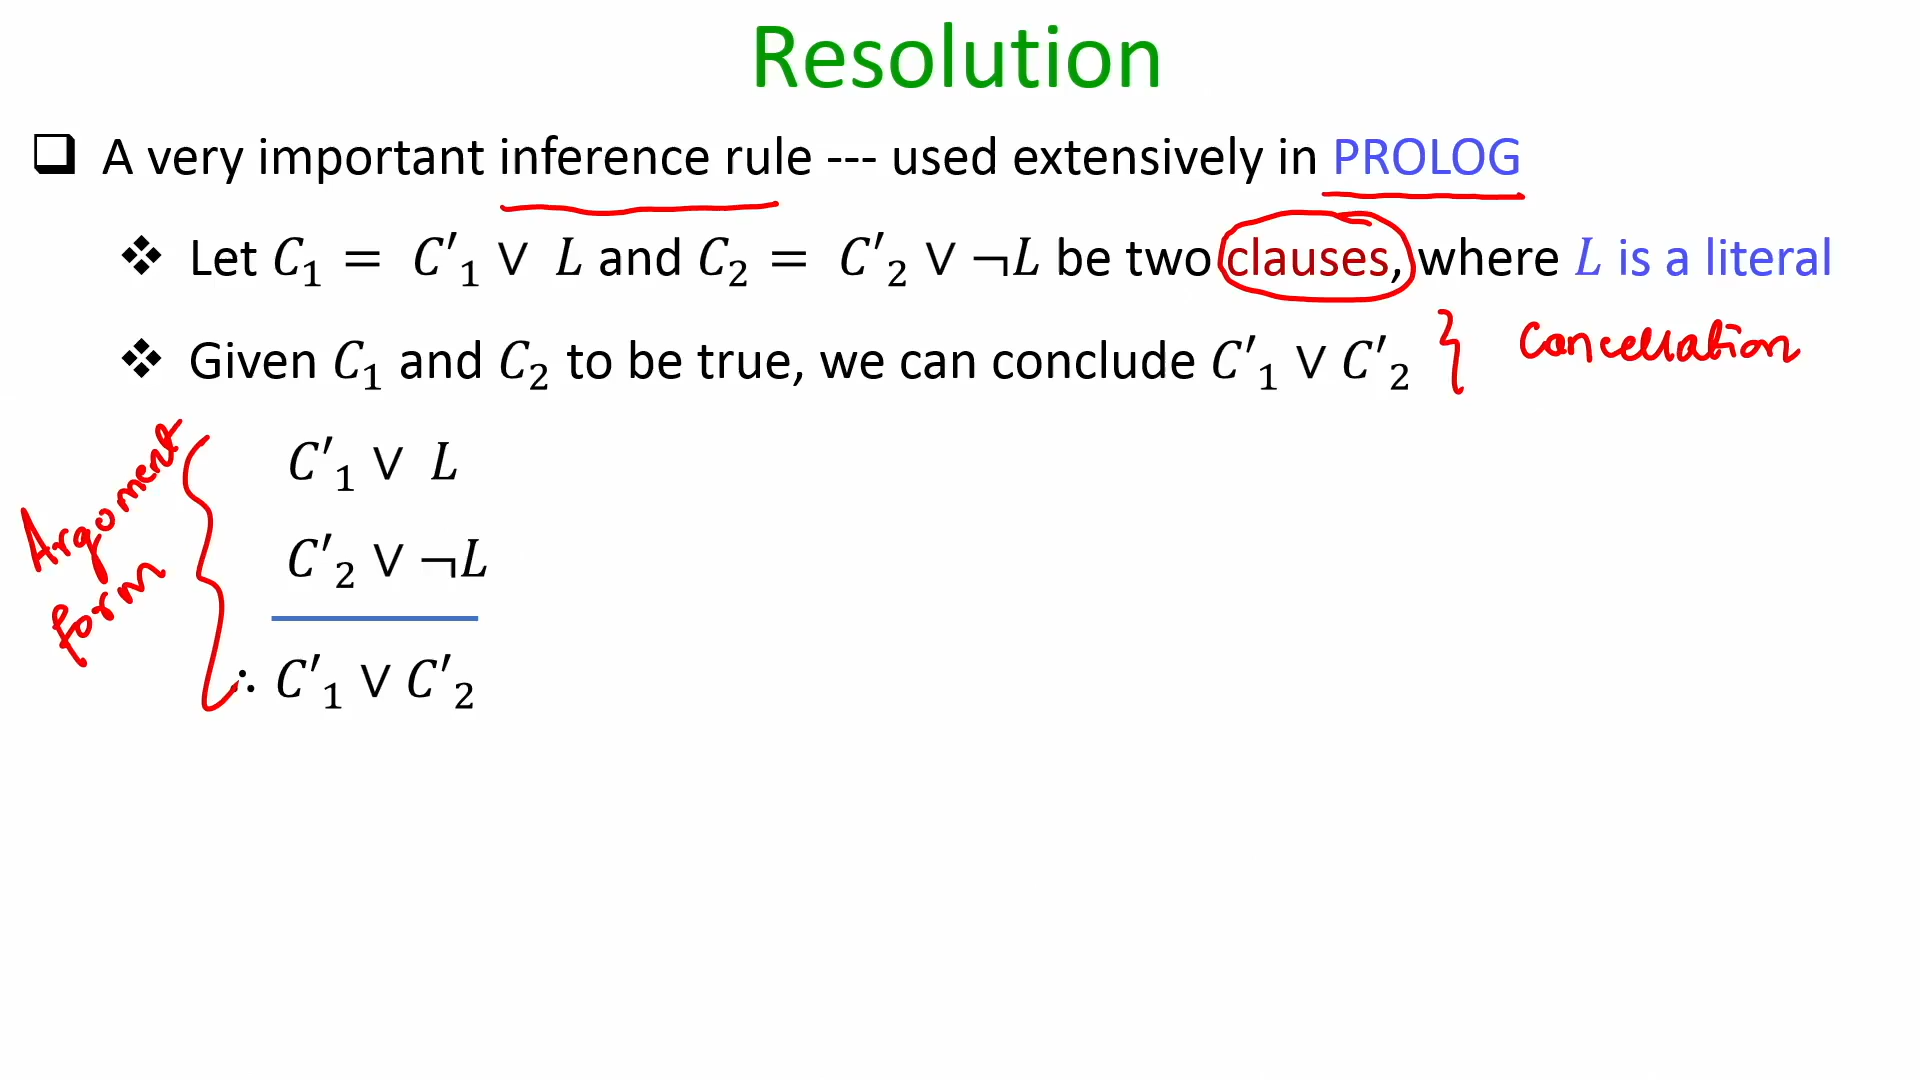 Resolution
❑ A very important inference rule --- used extensively in PROLOG
❖ Let C₁ = C′₁ ∨ L and C₂ = C′₂ ∨ ¬L be two clauses, where L is a literal
❖ Given C₁ and C₂ to be true, we can conclude C′₁ ∨ C′₂ } Cancellation
C′₁ ∨ L
C′₂ ∨ ¬L
∴ C′₁ ∨ C′₂
Argument
form